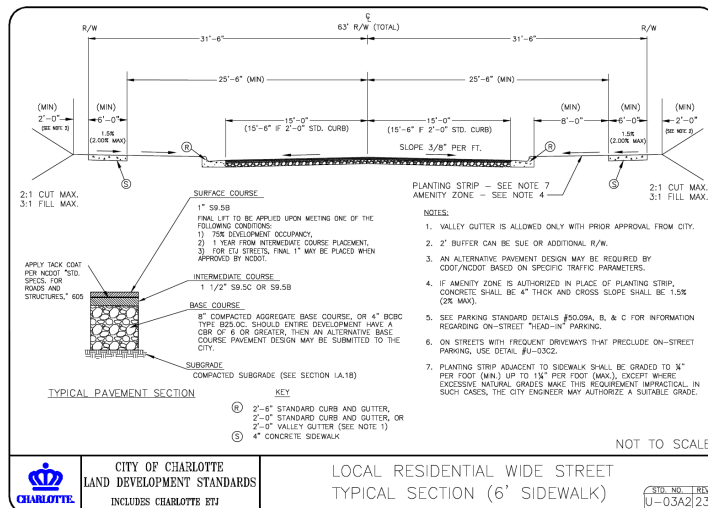 ℄
R/W
63' R/W (TOTAL)
R/W
31'-6"
31'-6"
25'-6" (MIN)
25'-6" (MIN)
(MIN)
2'-0"
(SEE NOTE 2)
(MIN)
6'-0"
1.5%
(2.00% MAX)
15'-0"
(15'-6" IF 2'-0" STD. CURB)
15'-0"
(15'-6" IF 2'-0" STD. CURB)
(MIN)
8'-0"
(MIN)
6'-0"
1.5%
(2.00% MAX)
(MIN)
2'-0"
(SEE NOTE 2)
R
SLOPE 3/8" PER FT.
R
S
S
2:1 CUT MAX.
3:1 FILL MAX.
PLANTING STRIP - SEE NOTE 7
AMENITY ZONE - SEE NOTE 4
2:1 CUT MAX.
3:1 FILL MAX.
SURFACE COURSE
1" S9.5B
FINAL LIFT TO BE APPLIED UPON MEETING ONE OF THE
FOLLOWING CONDITIONS:
1) 75% DEVELOPMENT OCCUPANCY,
2) 1 YEAR FROM INTERMEDIATE COURSE PLACEMENT,
3) FOR ETJ STREETS, FINAL 1" MAY BE PLACED WHEN
APPROVED BY NCDOT.
APPLY TACK COAT
PER NCDOT "STD.
SPECS. FOR
ROADS AND
STRUCTURES," 605
INTERMEDIATE COURSE
1 1/2" S9.5C OR S9.5B
BASE COURSE
8" COMPACTED AGGREGATE BASE COURSE, OR 4" BCBC
TYPE B25.0C. SHOULD ENTIRE DEVELOPMENT HAVE A
CBR OF 6 OR GREATER, THEN AN ALTERNATIVE BASE
COURSE PAVEMENT DESIGN MAY BE SUBMITTED TO THE
CITY.
SUBGRADE
COMPACTED SUBGRADE (SEE SECTION I.A.18)
TYPICAL PAVEMENT SECTION
KEY
R 2'-6" STANDARD CURB AND GUTTER,
2'-0" STANDARD CURB AND GUTTER, OR
2'-0" VALLEY GUTTER (SEE NOTE 1)
S 4" CONCRETE SIDEWALK
NOTES:
1. VALLEY GUTTER IS ALLOWED ONLY WITH PRIOR APPROVAL FROM CITY.
2. 2' BUFFER CAN BE SUE OR ADDITIONAL R/W.
3. AN ALTERNATIVE PAVEMENT DESIGN MAY BE REQUIRED BY
CDOT/NCDOT BASED ON SPECIFIC TRAFFIC PARAMETERS.
4. IF AMENITY ZONE IS AUTHORIZED IN PLACE OF PLANTING STRIP,
CONCRETE SHALL BE 4" THICK AND CROSS SLOPE SHALL BE 1.5%
(2% MAX).
5. SEE PARKING STANDARD DETAILS #50.09A, B, & C FOR INFORMATION
REGARDING ON-STREET "HEAD-IN" PARKING.
6. ON STREETS WITH FREQUENT DRIVEWAYS THAT PRECLUDE ON-STREET
PARKING, USE DETAIL #U-03C2.
7. PLANTING STRIP ADJACENT TO SIDEWALK SHALL BE GRADED TO ¼"
PER FOOT (MIN.) UP TO 1¼" PER FOOT (MAX.), EXCEPT WHERE
EXCESSIVE NATURAL GRADES MAKE THIS REQUIREMENT IMPRACTICAL. IN
SUCH CASES, THE CITY ENGINEER MAY AUTHORIZE A SUITABLE GRADE.
NOT TO SCALE
CHARLOTTE.
CITY OF CHARLOTTE
LAND DEVELOPMENT STANDARDS
INCLUDES CHARLOTTE ETJ
LOCAL RESIDENTIAL WIDE STREET
TYPICAL SECTION (6' SIDEWALK)
STD. NO. REV
U-03A2 23